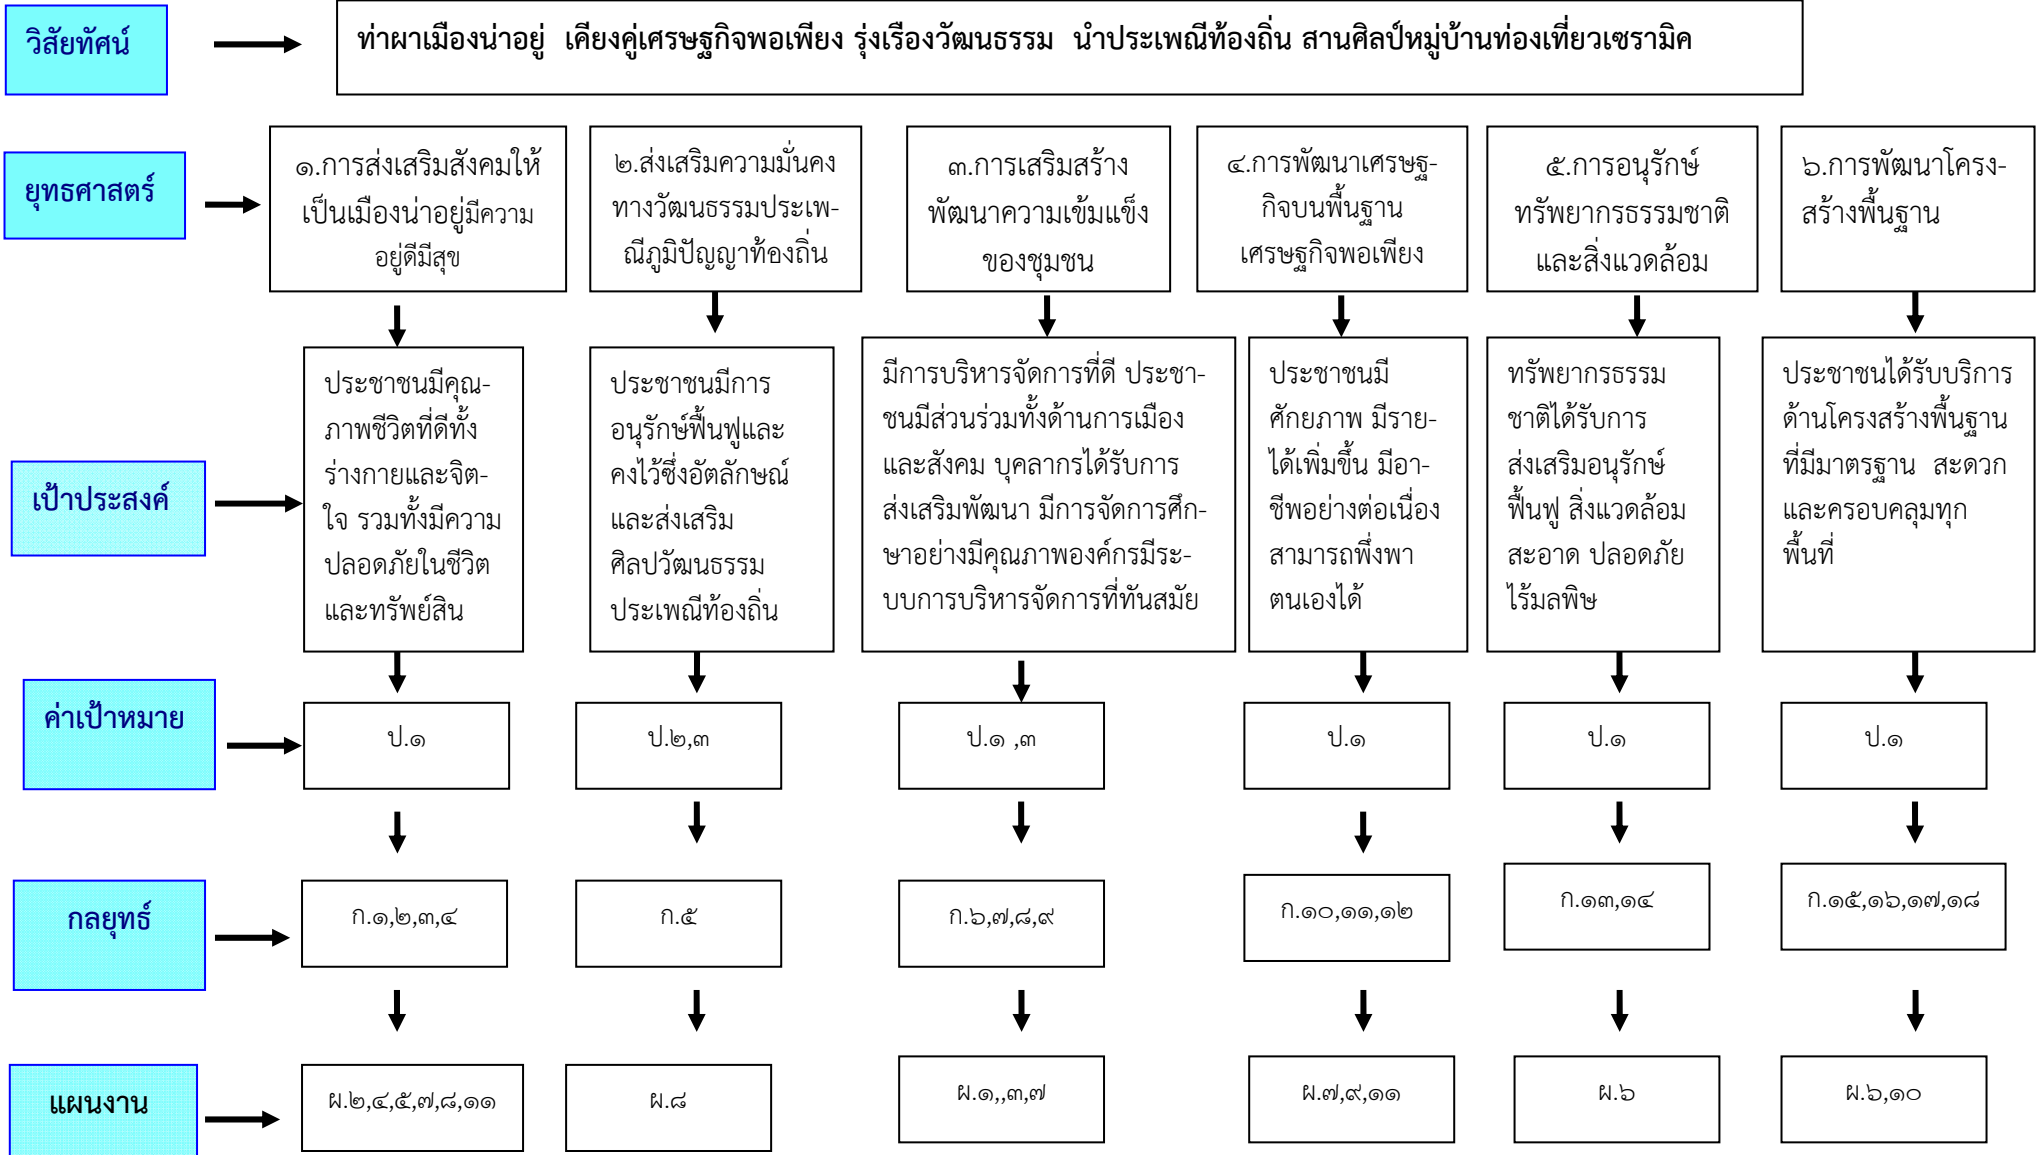 วิสัยทัศน์
ท่าผาเมืองน่าอยู่ เคียงคู่เศรษฐกิจพอเพียง รุ่งเรืองวัฒนธรรม นำประเพณีท้องถิ่น สานศิลป์หมู่บ้านท่องเที่ยวเซรามิค
ยุทธศาสตร์
๑.การส่งเสริมสังคมให้
เป็นเมืองน่าอยู่มีความ
อยู่ดีมีสุข
๒.ส่งเสริมความมั่นคง
ทางวัฒนธรรมประเพ-
ณีภูมิปัญญาท้องถิ่น
๓.การเสริมสร้าง
พัฒนาความเข้มแข็ง
ของชุมชน
๔.การพัฒนาเศรษฐ-
กิจบนพื้นฐาน
เศรษฐกิจพอเพียง
๕.การอนุรักษ์
ทรัพยากรธรรมชาติ
และสิ่งแวดล้อม
๖.การพัฒนาโครง-
สร้างพื้นฐาน
เป้าประสงค์
ประชาชนมีคุณ-
ภาพชีวิตที่ดีทั้ง
ร่างกายและจิต-
ใจ รวมทั้งมีความ
ปลอดภัยในชีวิต
และทรัพย์สิน
ประชาชนมีการ
อนุรักษ์ฟื้นฟูและ
คงไว้ซึ่งอัตลักษณ์
และส่งเสริม
ศิลปวัฒนธรรม
ประเพณีท้องถิ่น
มีการบริหารจัดการที่ดี ประชา-
ชนมีส่วนร่วมทั้งด้านการเมือง
และสังคม บุคลากรได้รับการ
ส่งเสริมพัฒนา มีการจัดการศึก-
ษาอย่างมีคุณภาพองค์กรมีระ-
บบการบริหารจัดการที่ทันสมัย
ประชาชนมี
ศักยภาพ มีราย-
ได้เพิ่มขึ้น มีอา-
ชีพอย่างต่อเนื่อง
สามารถพึ่งพา
ตนเองได้
ทรัพยากรธรรม
ชาติได้รับการ
ส่งเสริมอนุรักษ์
ฟื้นฟู สิ่งแวดล้อม
สะอาด ปลอดภัย
ไร้มลพิษ
ประชาชนได้รับบริการ
ด้านโครงสร้างพื้นฐาน
ที่มีมาตรฐาน สะดวก
และครอบคลุมทุก
พื้นที่
ค่าเป้าหมาย
ป.๑
ป.๒,๓
ป.๑ ,๓
ป.๑
ป.๑
ป.๑
กลยุทธ์
ก.๑,๒,๓,๔
ก.๕
ก.๖,๗,๘,๙
ก.๑๐,๑๑,๑๒
ก.๑๓,๑๔
ก.๑๕,๑๖,๑๗,๑๘
แผนงาน
ผ.๒,๔,๕,๗,๘,๑๑
ผ.๘
ผ.๑,,๓,๗
ผ.๗,๙,๑๑
ผ.๖
ผ.๖,๑๐